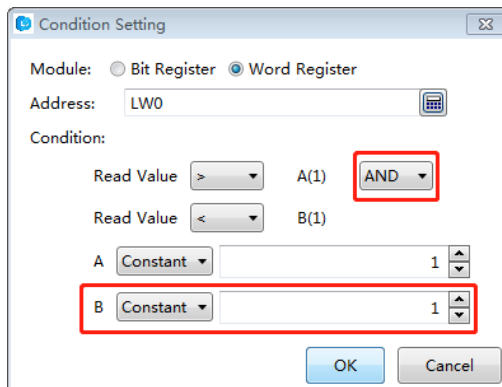 Condition Setting
Module: Bit Register Word Register
Address: LW0
Condition:
Read Value > A(1) AND
Read Value < B(1)
A Constant 1
B Constant 1
OK Cancel